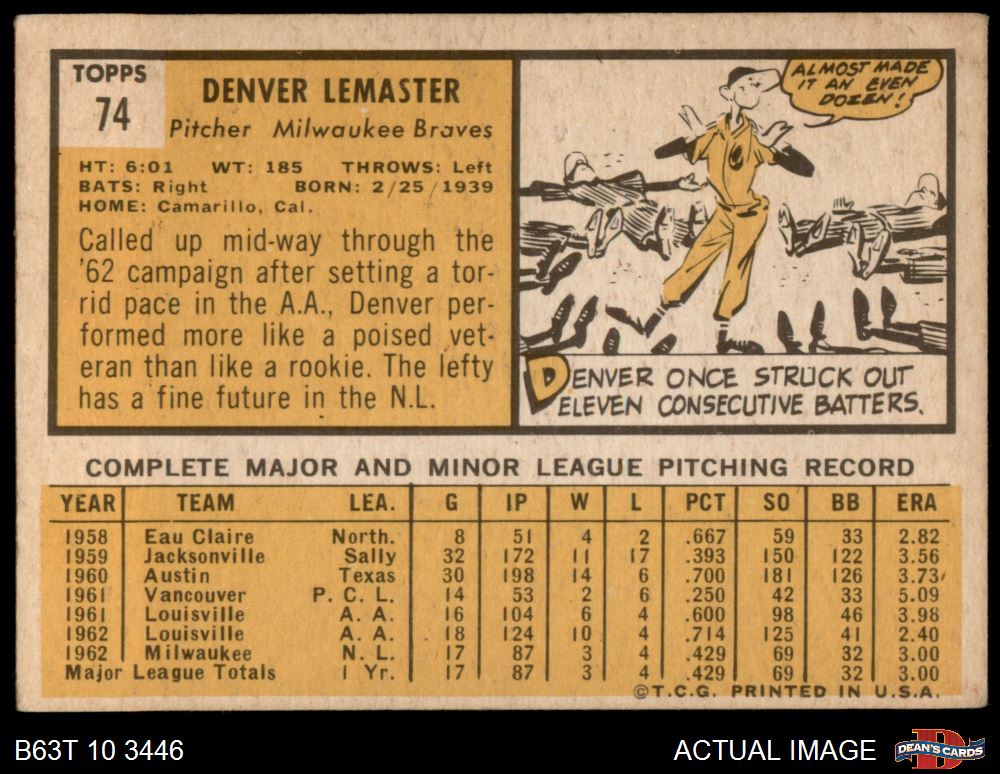 TOPPS
74
DENVER LEMASTER
Pitcher Milwaukee Braves
HT: 6:01 WT: 185 THROWS: Left
BATS: Right BORN: 2/25/1939
HOME: Camarillo, Cal.
Called up mid-way through the
'62 campaign after setting a tor-
rid pace in the A.A., Denver per-
formed more like a poised vet-
eran than like a rookie. The lefty
has a fine future in the N.L.
ALMOST MADE
IT AN EVEN
DOZEN!
DENVER ONCE STRUCK OUT
ELEVEN CONSECUTIVE BATTERS.
COMPLETE MAJOR AND MINOR LEAGUE PITCHING RECORD
YEAR TEAM LEA. G IP W L PCT SO BB ERA
1958 Eau Claire North. 8 51 4 2 .667 59 33 2.82
1959 Jacksonville Sally 32 172 11 17 .393 150 122 3.56
1960 Austin Texas 30 198 14 6 .700 181 126 3.73
1961 Vancouver P. C. L. 14 53 2 6 .250 42 33 5.09
1961 Louisville A. A. 16 104 6 4 .600 98 46 3.98
1962 Louisville A. A. 18 124 10 4 .714 125 41 2.40
1962 Milwaukee N. L. 17 87 3 4 .429 69 32 3.00
Major League Totals 1 Yr. 17 87 3 4 .429 69 32 3.00
©T.C.G. PRINTED IN U.S.A.
B63T 10 3446
ACTUAL IMAGE
D
DEAN'S CARDS